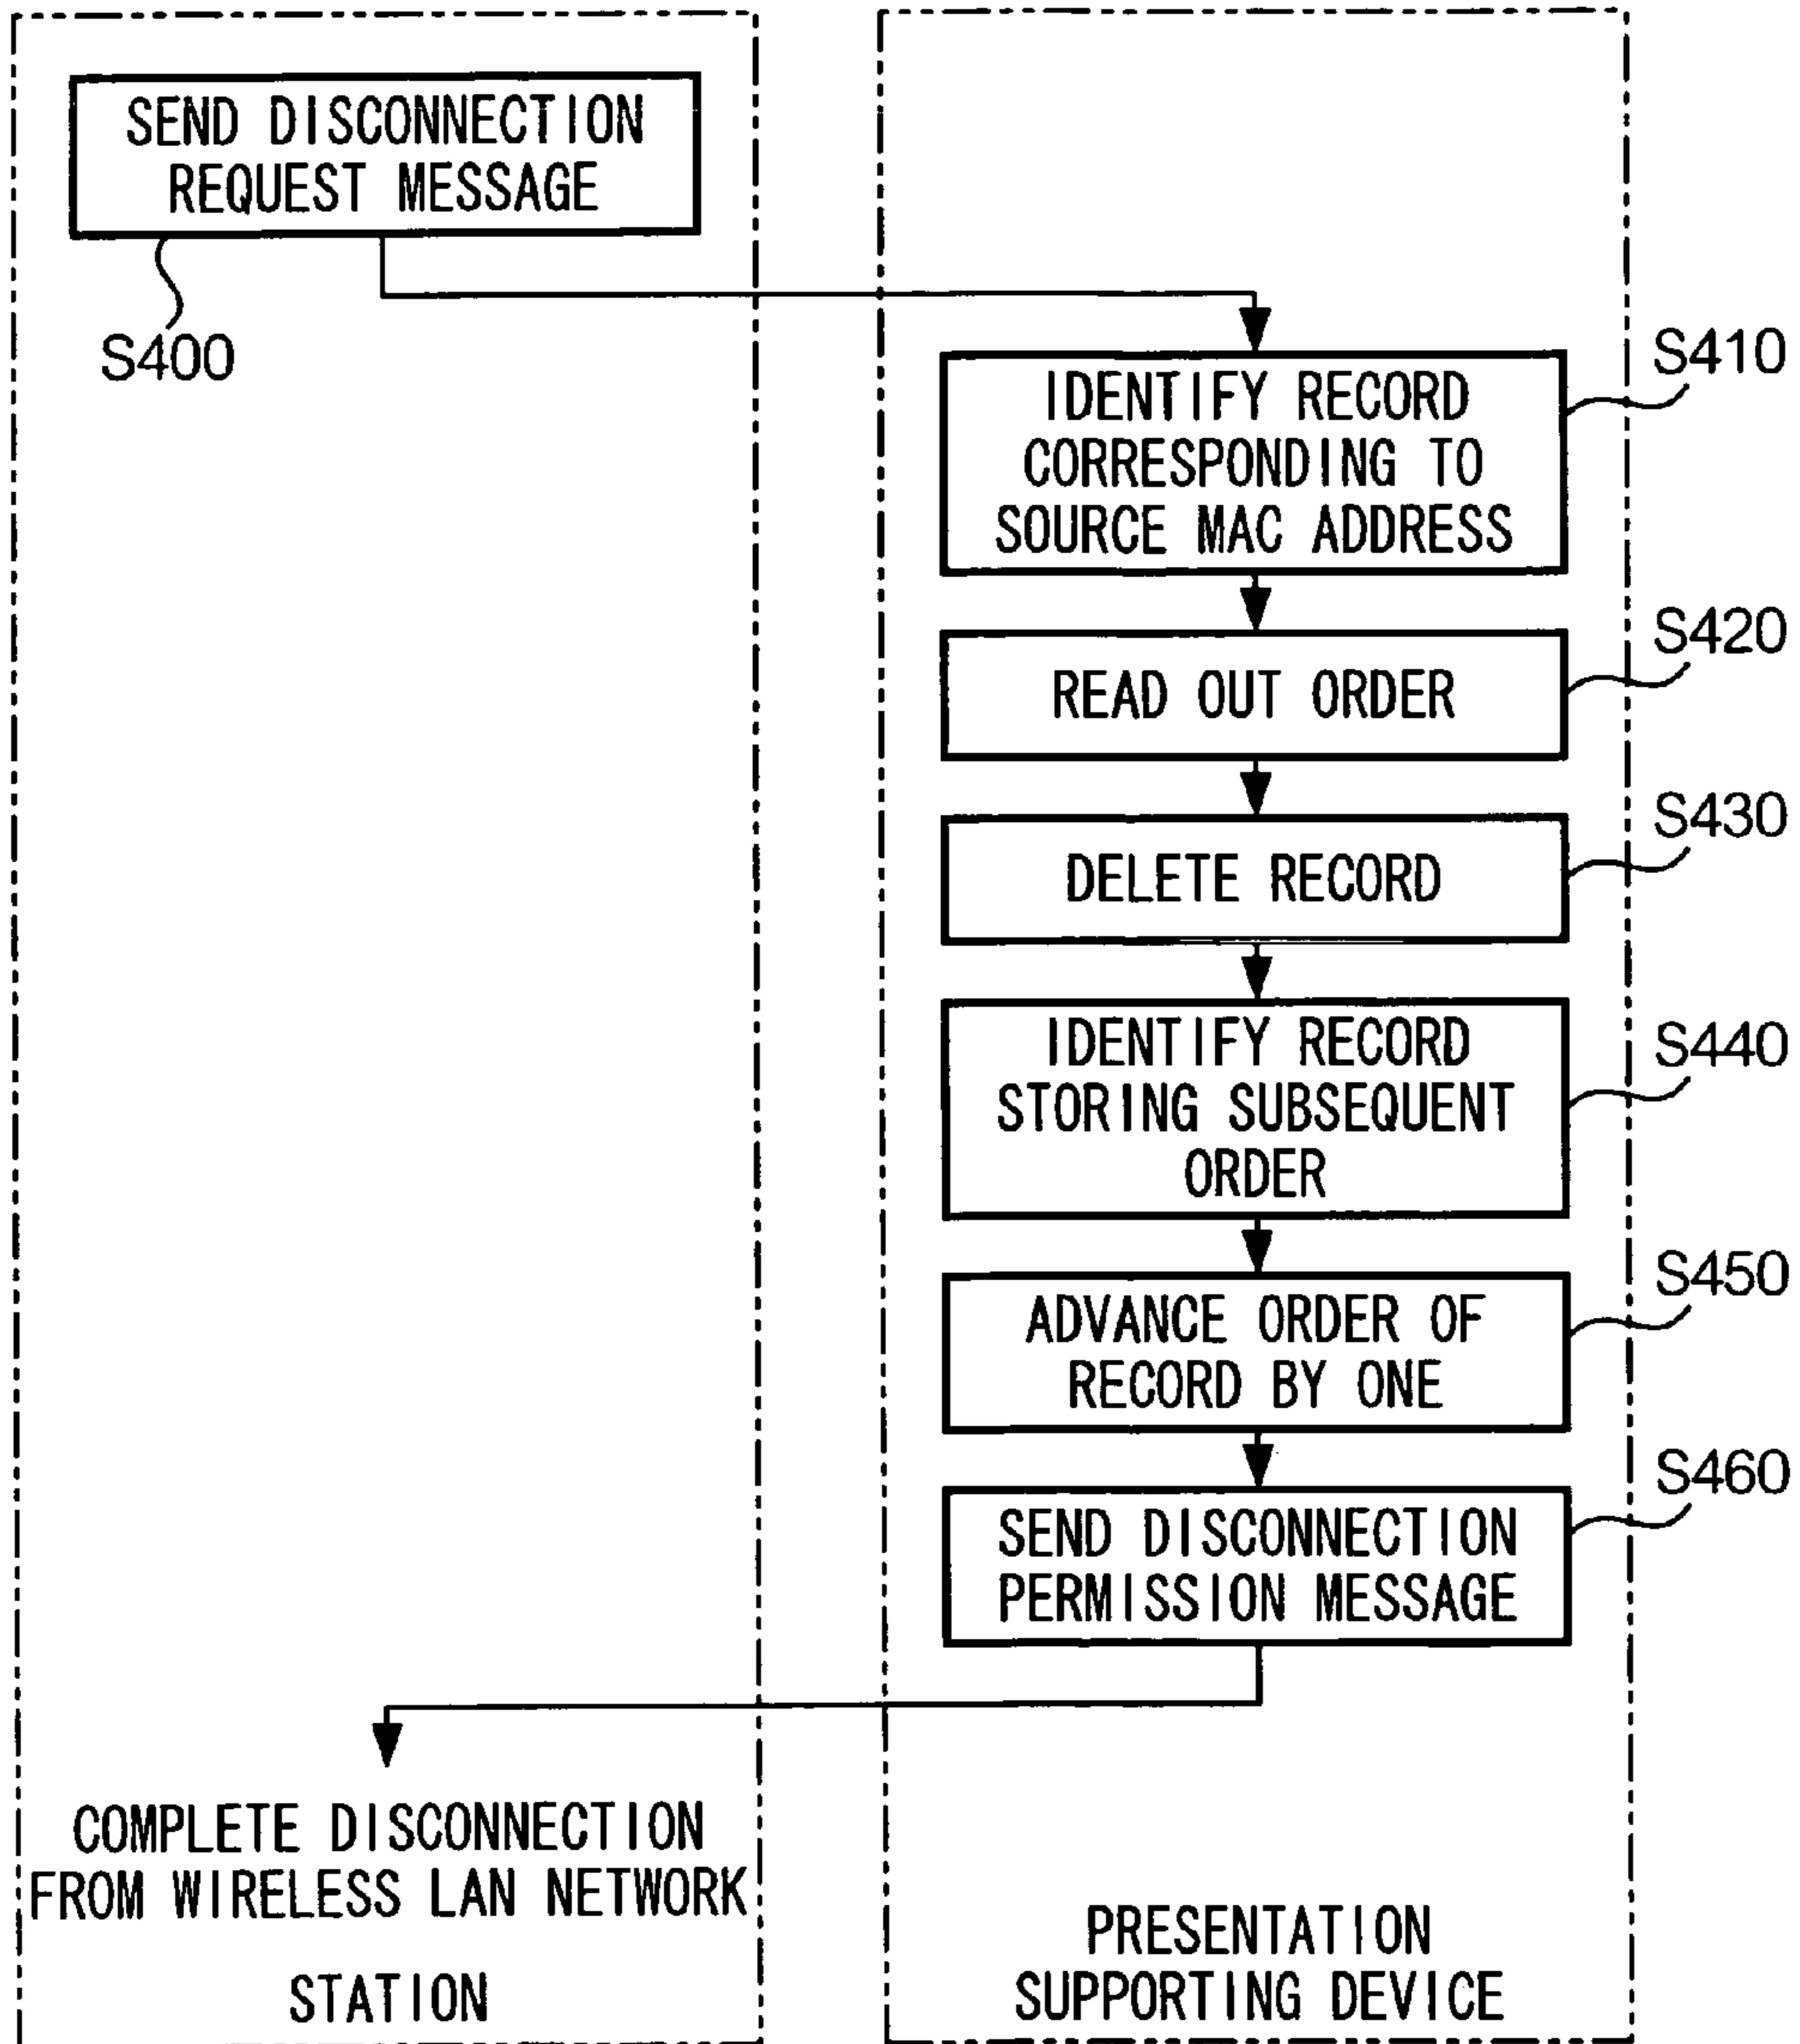 SEND DISCONNECTION
REQUEST MESSAGE
S400
S410
IDENTIFY RECORD
CORRESPONDING TO
SOURCE MAC ADDRESS
S420
READ OUT ORDER
S430
DELETE RECORD
S440
IDENTIFY RECORD
STORING SUBSEQUENT
ORDER
S450
ADVANCE ORDER OF
RECORD BY ONE
S460
SEND DISCONNECTION
PERMISSION MESSAGE
COMPLETE DISCONNECTION
FROM WIRELESS LAN NETWORK
STATION
PRESENTATION
SUPPORTING DEVICE